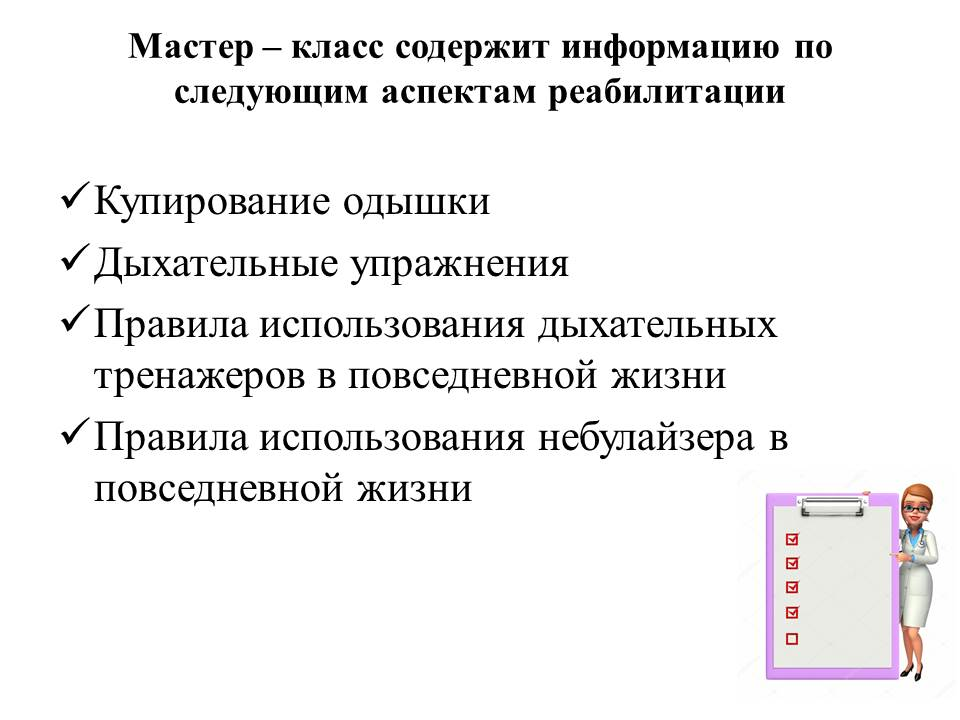 Мастер – класс содержит информацию по
следующим аспектам реабилитации
Купирование одышки
Дыхательные упражнения
Правила использования дыхательных
тренажеров в повседневной жизни
Правила использования небулайзера в
повседневной жизни